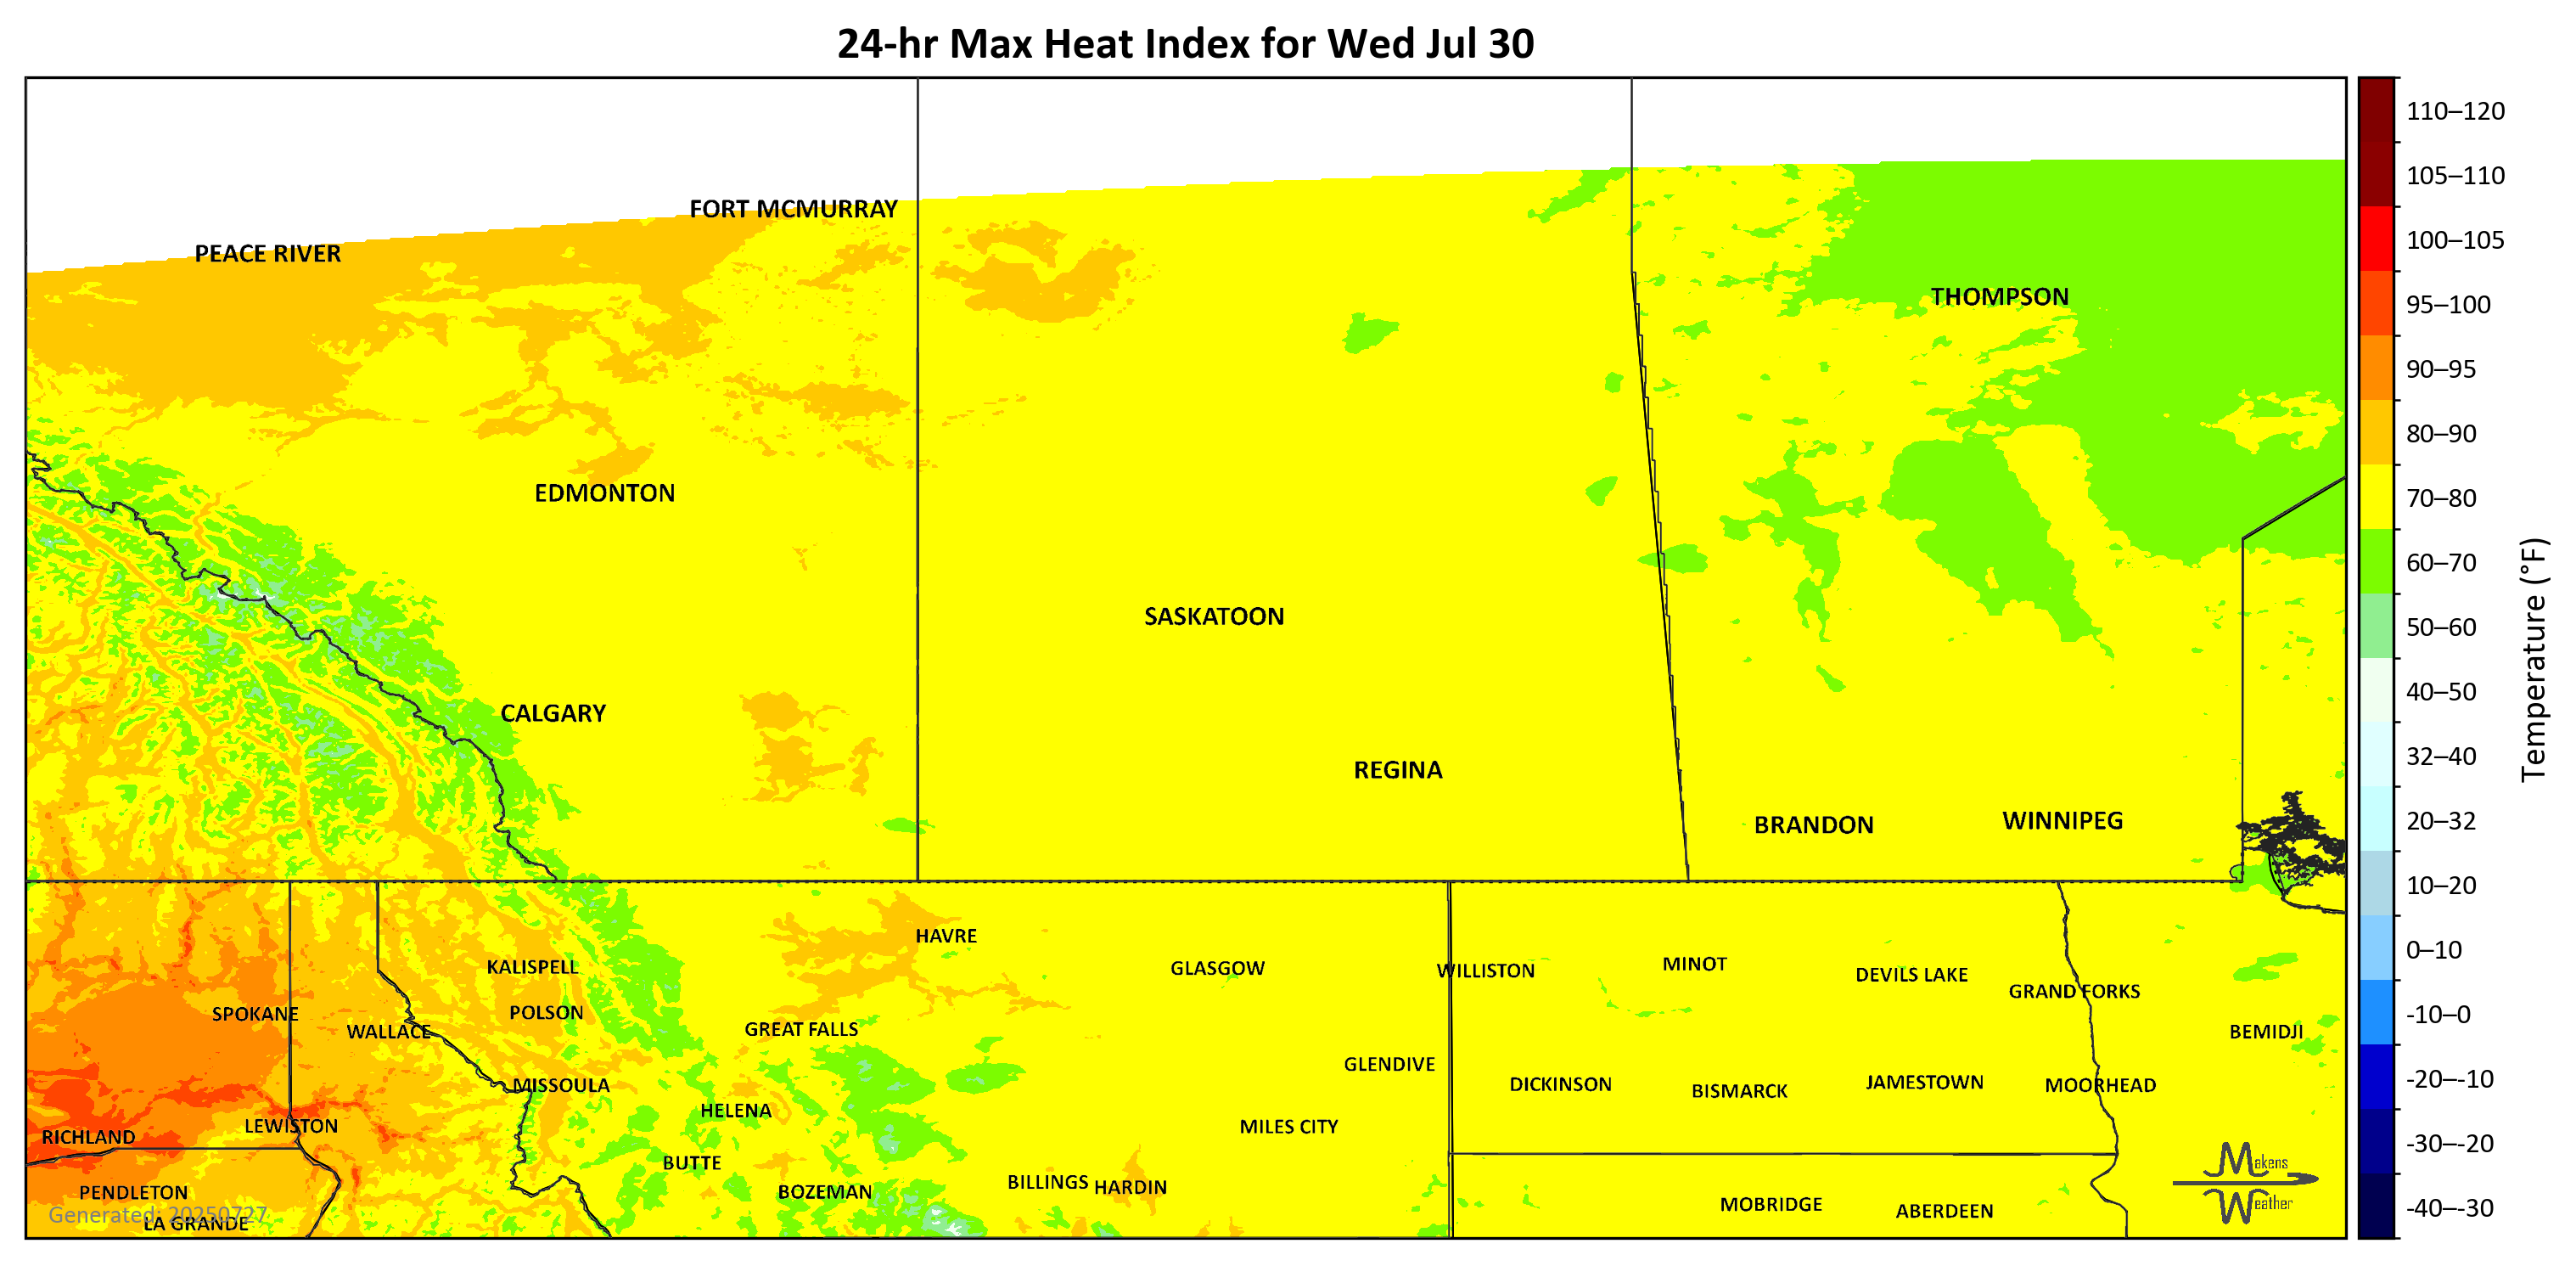 24-hr Max Heat Index for Wed Jul 30
FORT MCMURRAY
PEACE RIVER
THOMPSON
EDMONTON
SASKATOON
CALGARY
REGINA
BRANDON
WINNIPEG
HAVRE
KALISPELL
GLASGOW
WILLISTON
MINOT
DEVILS LAKE
GRAND FORKS
SPOKANE
POLSON
WALLACE
GREAT FALLS
BEMIDJI
GLENDIVE
MISSOULA
DICKINSON
BISMARCK
JAMESTOWN
MOORHEAD
HELENA
LEWISTON
MILES CITY
RICHLAND
BUTTE
PENDLETON
BOZEMAN
BILLINGS
HARDIN
MOBRIDGE
ABERDEEN
Generated: 20250727
LA GRANDE
Makens
Weather
110–120
105–110
100–105
95–100
90–95
80–90
70–80
60–70
50–60
40–50
32–40
20–32
10–20
0–10
-10–0
-20–-10
-30–-20
-40–-30
Temperature (°F)